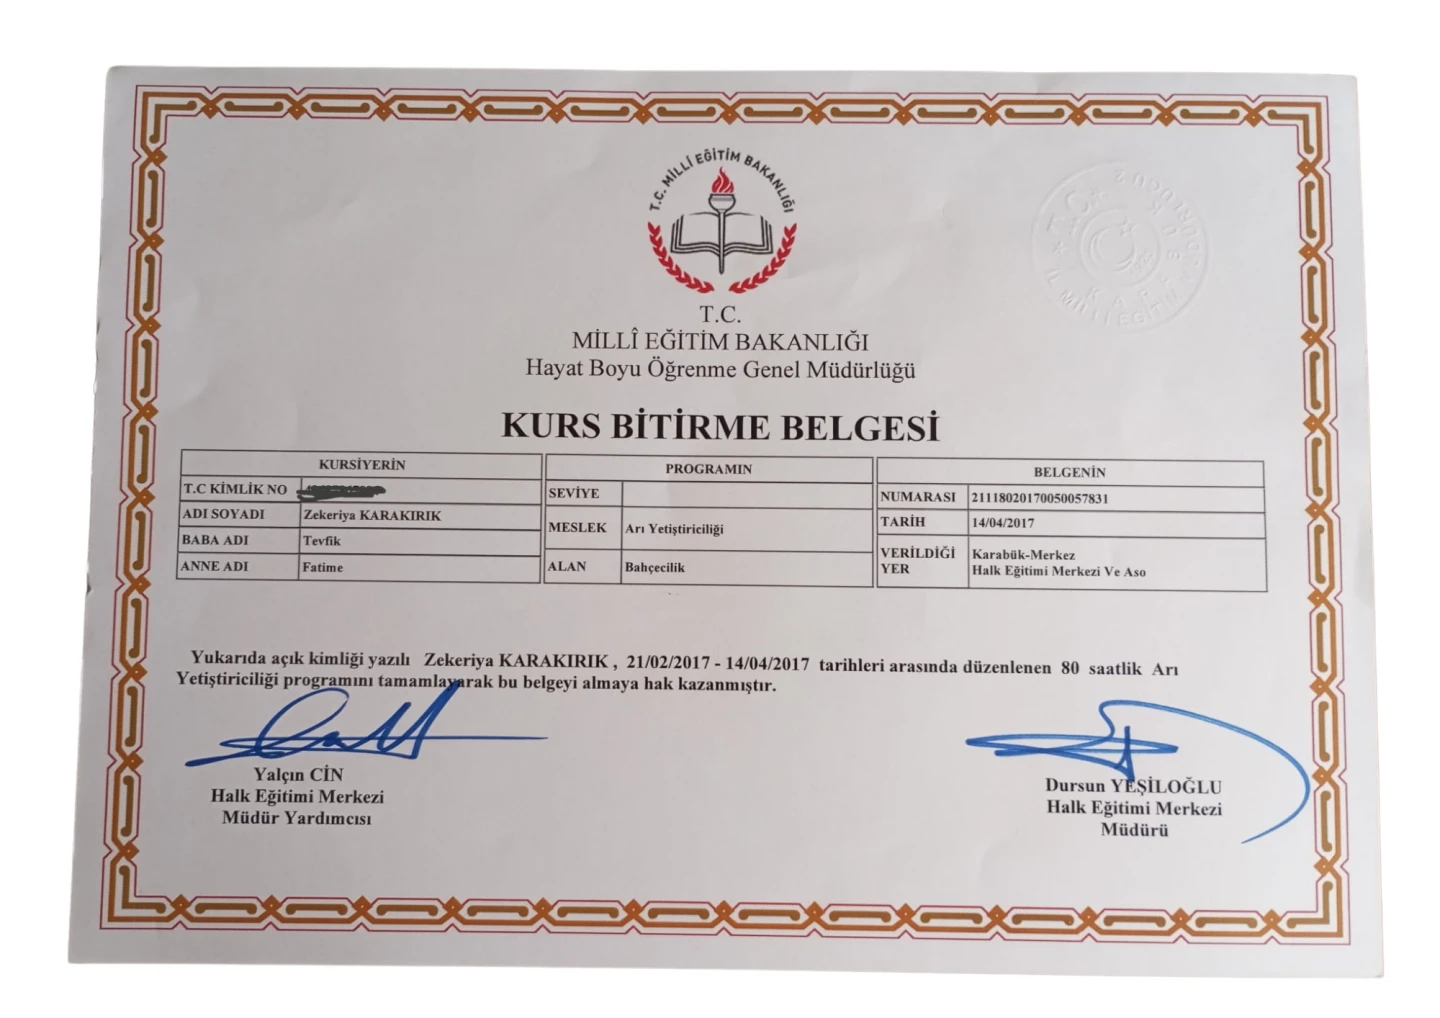 T.C. MİLLÎ EĞİTİM BAKANLIĞI
T.C.
MİLLÎ EĞİTİM BAKANLIĞI
Hayat Boyu Öğrenme Genel Müdürlüğü
KURS BİTİRME BELGESİ
KURSİYERİN
T.C KİMLİK NO
ADI SOYADI Zekeriya KARAKIRIK
BABA ADI Tevfik
ANNE ADI Fatime
PROGRAMIN
SEVİYE
MESLEK Arı Yetiştiriciliği
ALAN Bahçecilik
BELGENİN
NUMARASI 21118020170050057831
TARİH 14/04/2017
VERİLDİĞİ YER Karabük-Merkez
Halk Eğitimi Merkezi Ve Aso
Yukarıda açık kimliği yazılı Zekeriya KARAKIRIK , 21/02/2017 - 14/04/2017 tarihleri arasında düzenlenen 80 saatlik Arı
Yetiştiriciliği programını tamamlayarak bu belgeyi almaya hak kazanmıştır.
Yalçın CİN
Halk Eğitimi Merkezi
Müdür Yardımcısı
Dursun YEŞİLOĞLU
Halk Eğitimi Merkezi
Müdürü